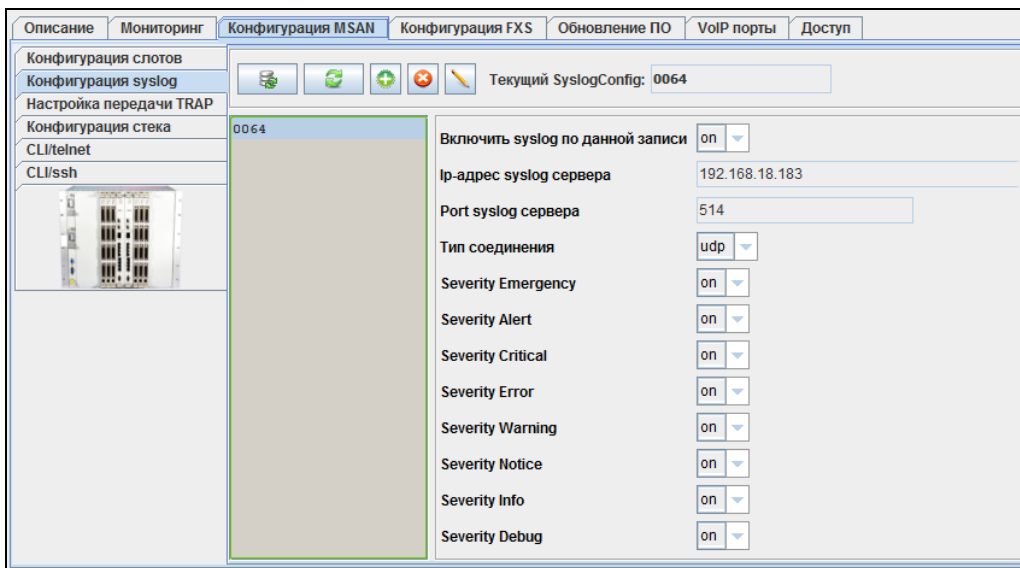 Описание Мониторинг Конфигурация MSAN Конфигурация FXS Обновление ПО VoIP порты Доступ
Конфигурация слотов
Конфигурация syslog
Настройка передачи TRAP
Конфигурация стека
CLI/telnet
CLI/ssh
Текущий SyslogConfig: 0064
0064
Включить syslog по данной записи on
Ip-адрес syslog сервера 192.168.18.183
Port syslog сервера 514
Тип соединения udp
Severity Emergency on
Severity Alert on
Severity Critical on
Severity Error on
Severity Warning on
Severity Notice on
Severity Info on
Severity Debug on